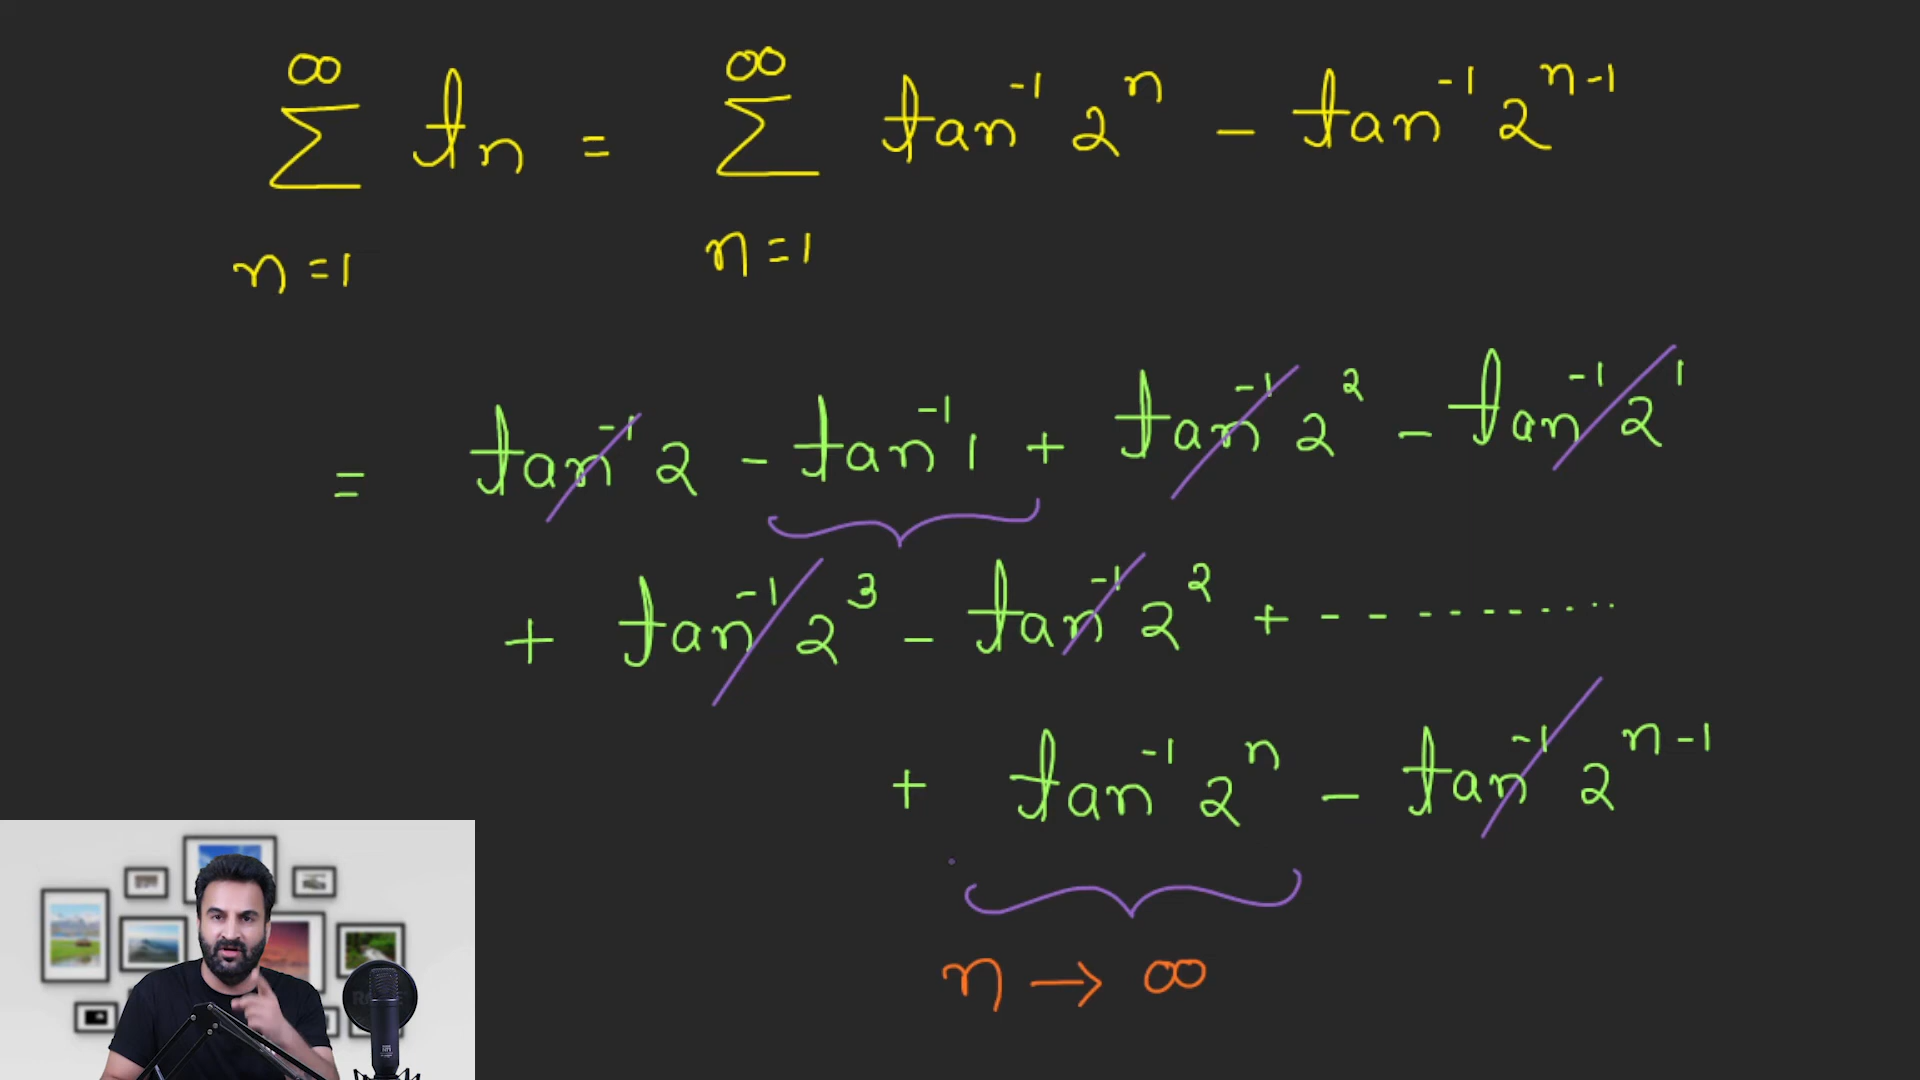 ∞ ∞
∑ tₙ = ∑ tan⁻¹ 2ⁿ − tan⁻¹ 2ⁿ⁻¹
n=1 n=1
= tan⁻¹ 2 − tan⁻¹ 1 + tan⁻¹ 2² − tan⁻¹ 2¹
+ tan⁻¹ 2³ − tan⁻¹ 2² + - - - - - - - ...
+ tan⁻¹ 2ⁿ − tan⁻¹ 2ⁿ⁻¹
n → ∞